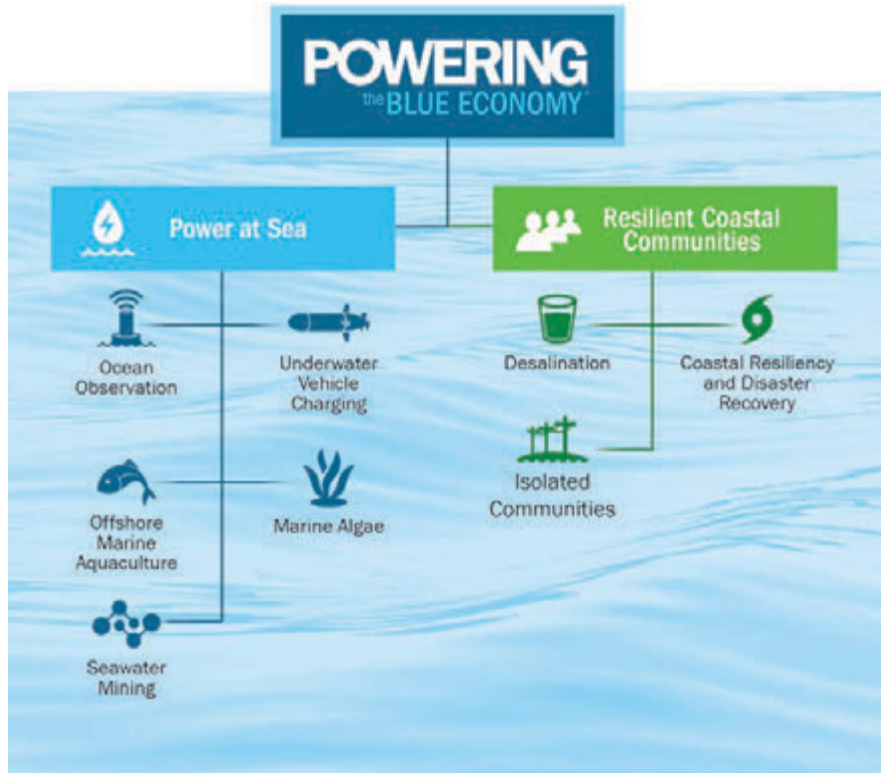 POWERING
the BLUE ECONOMY
Power at Sea
Resilient Coastal
Communities
Ocean
Observation
Underwater
Vehicle
Charging
Desalination
Coastal Resiliency
and Disaster
Recovery
Offshore
Marine
Aquaculture
Marine Algae
Isolated
Communities
Seawater
Mining